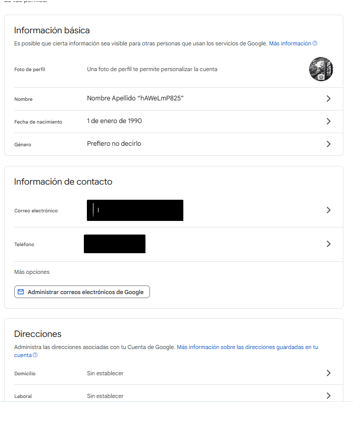 Información básica
Es posible que cierta información sea visible para otras personas que usan los servicios de Google. Más información
Foto de perfil
Una foto de perfil te permite personalizar la cuenta
Nombre
Nombre Apellido "hAWeLmP825"
Fecha de nacimiento
1 de enero de 1990
Género
Prefiero no decirlo
Información de contacto
Correo electrónico
Teléfono
Más opciones
Administrar correos electrónicos de Google
Direcciones
Administra las direcciones asociadas con tu Cuenta de Google. Más información sobre las direcciones guardadas en tu
cuenta
Domicilio
Sin establecer
Laboral
Sin establecer